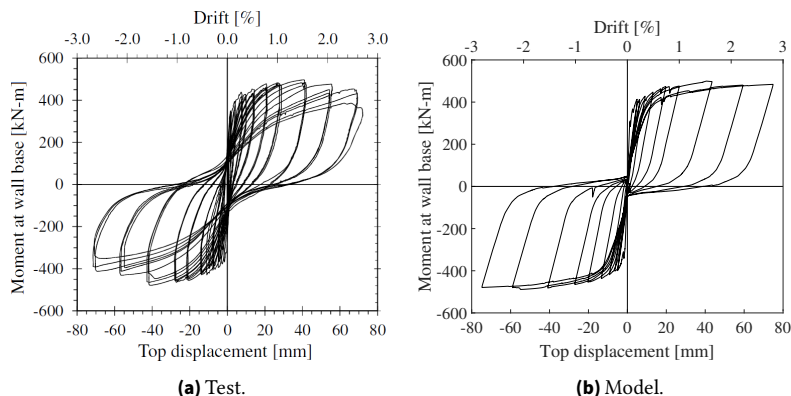 Drift [%]
-3.0 -2.0 -1.0 0.0 1.0 2.0 3.0
600
400
200
0
-200
-400
-600
Moment at wall base [kN-m]
-80 -60 -40 -20 0 20 40 60 80
Top displacement [mm]
(a) Test.
Drift [%]
-3 -2 -1 0 1 2 3
600
400
200
0
-200
-400
-600
Moment at wall base [kN-m]
-80 -60 -40 -20 0 20 40 60 80
Top displacement [mm]
(b) Model.